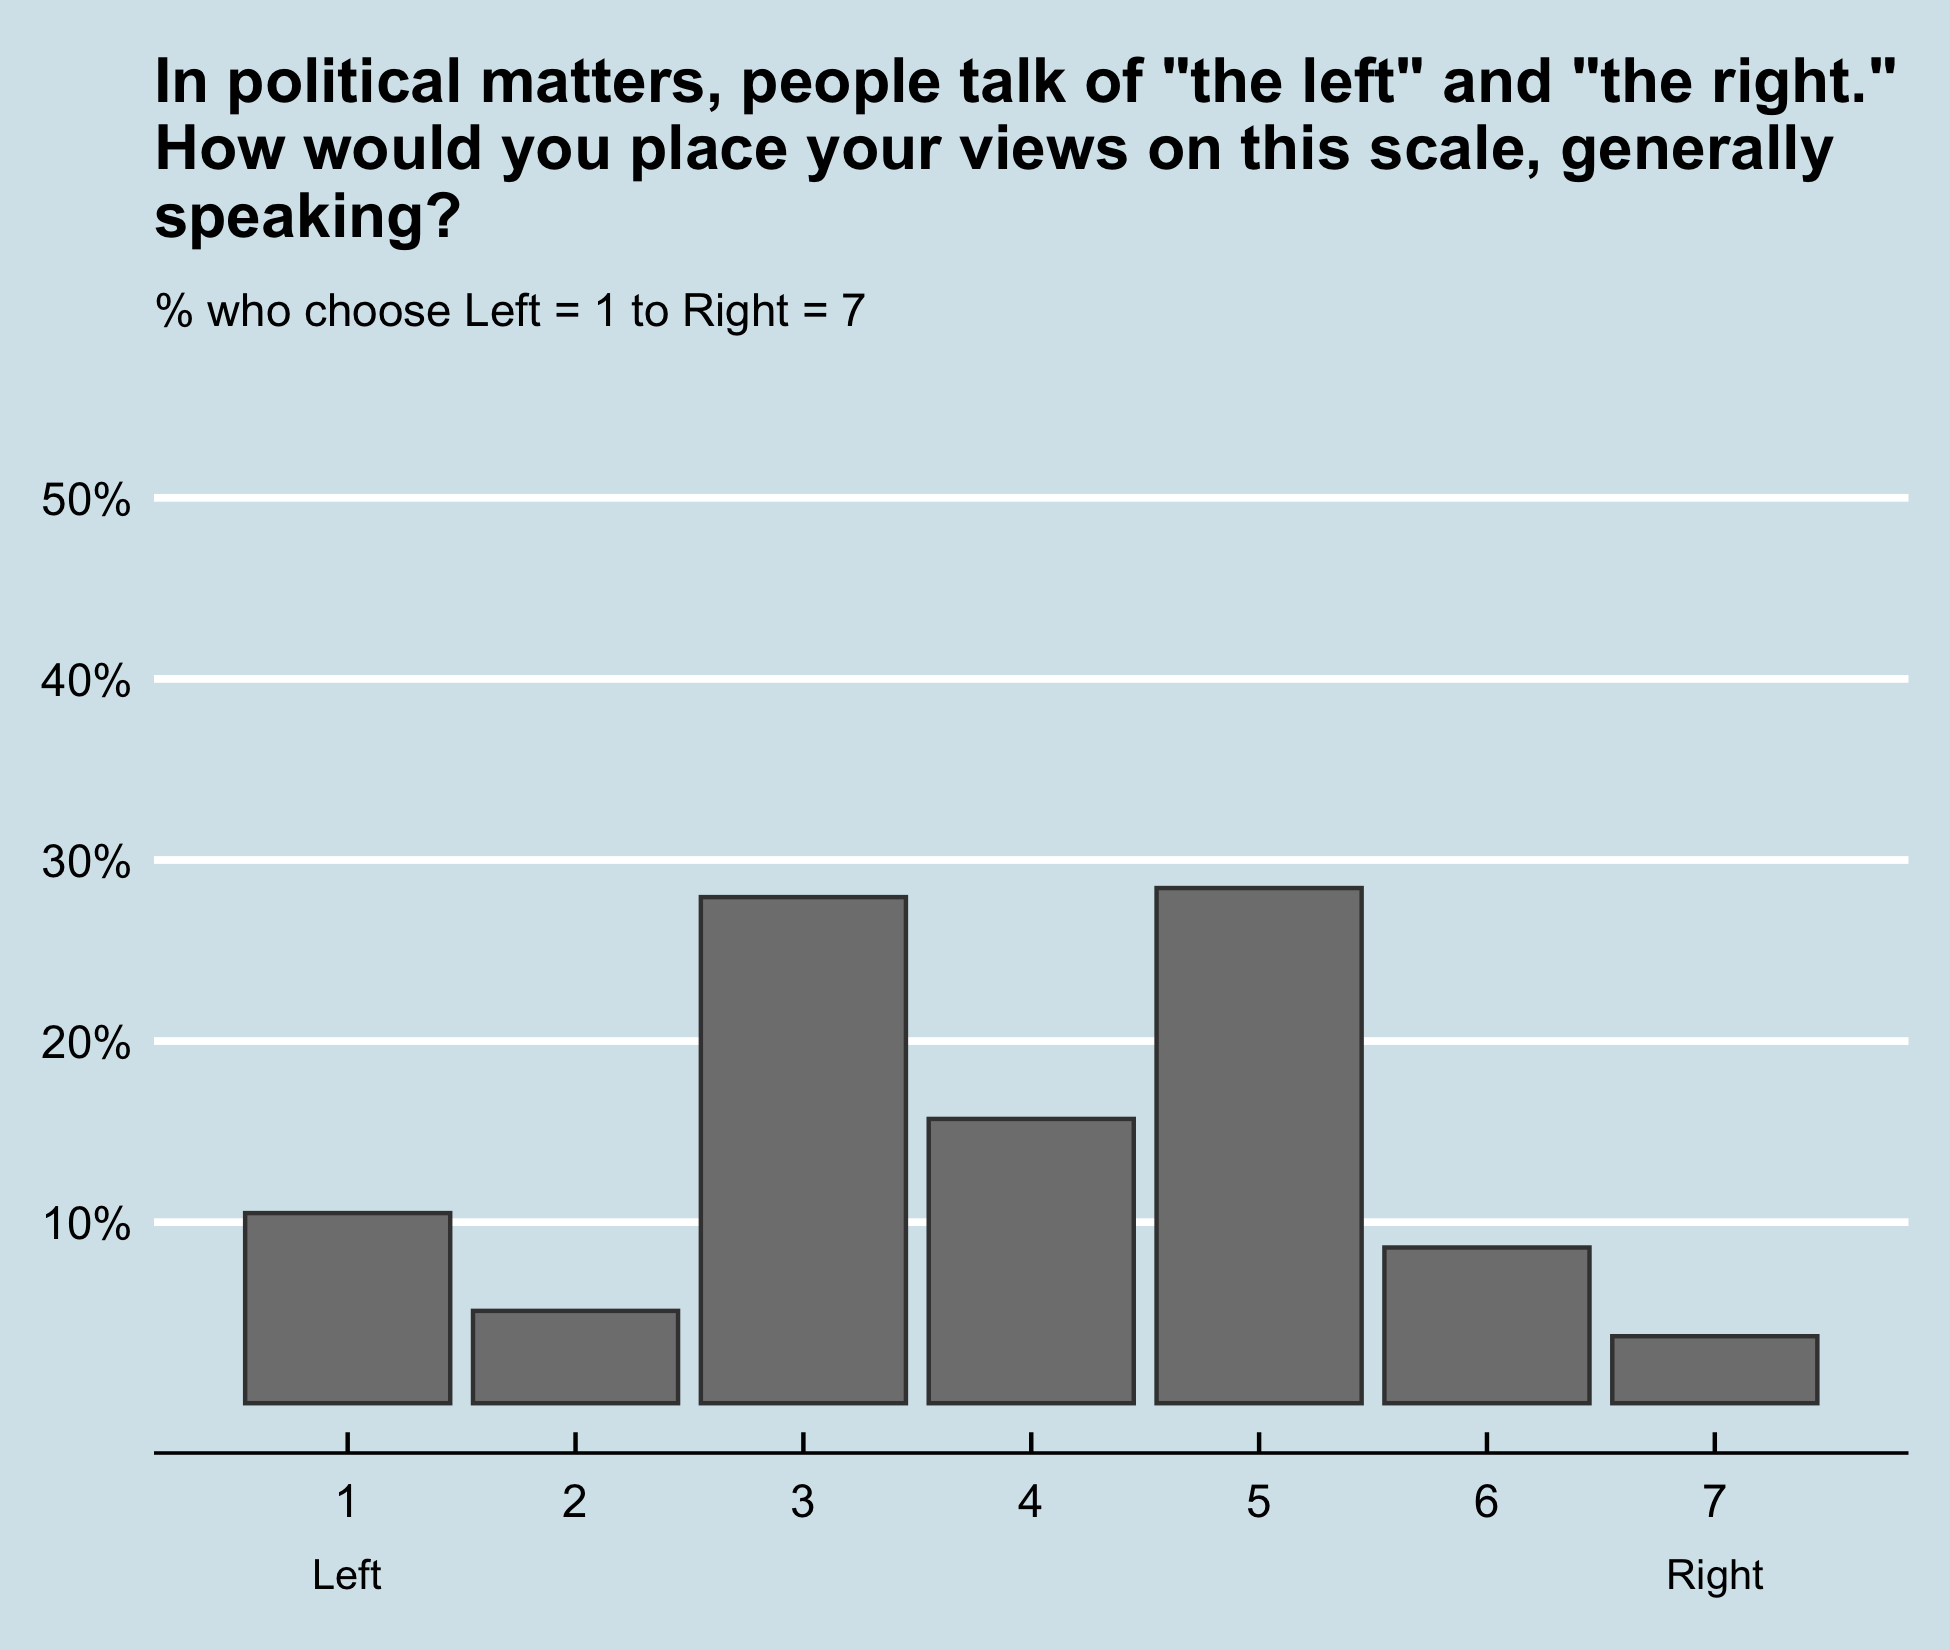 In political matters, people talk of "the left" and "the right."
How would you place your views on this scale, generally
speaking?
% who choose Left = 1 to Right = 7
50%
40%
30%
20%
10%
1 2 3 4 5 6 7
Left Right